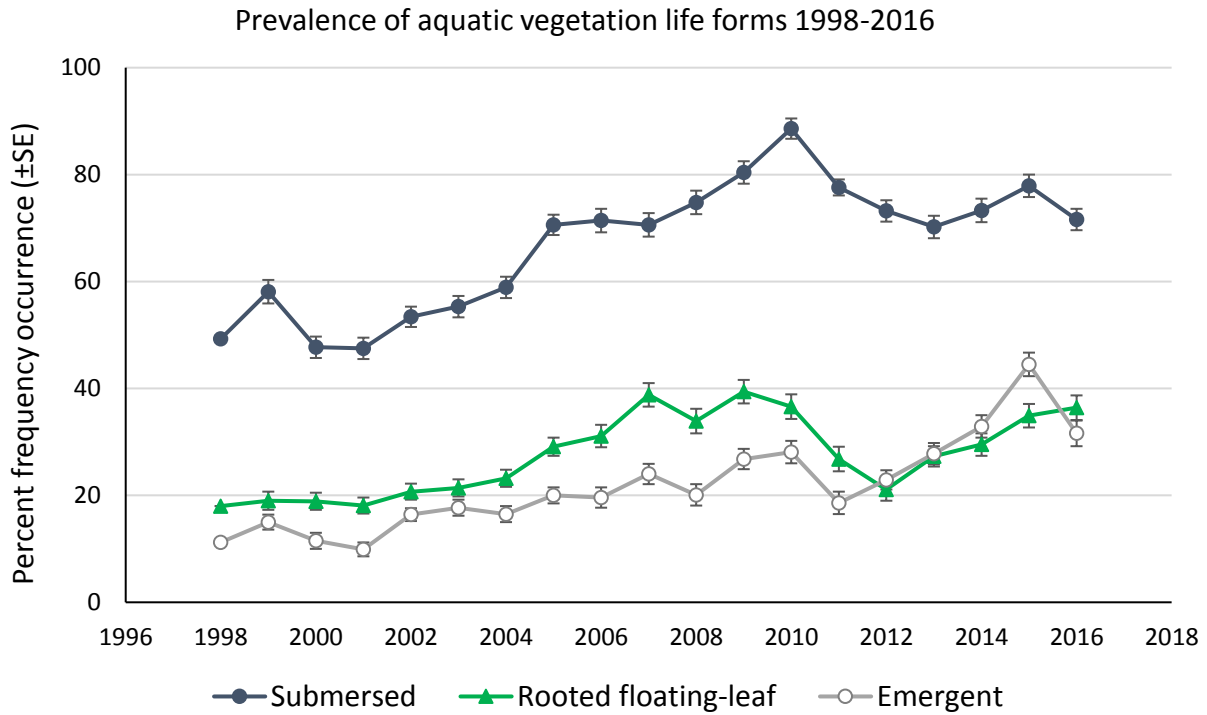 Prevalence of aquatic vegetation life forms 1998-2016
Percent frequency occurrence (±SE)
100
80
60
40
20
0
1996 1998 2000 2002 2004 2006 2008 2010 2012 2014 2016 2018
Submersed Rooted floating-leaf Emergent